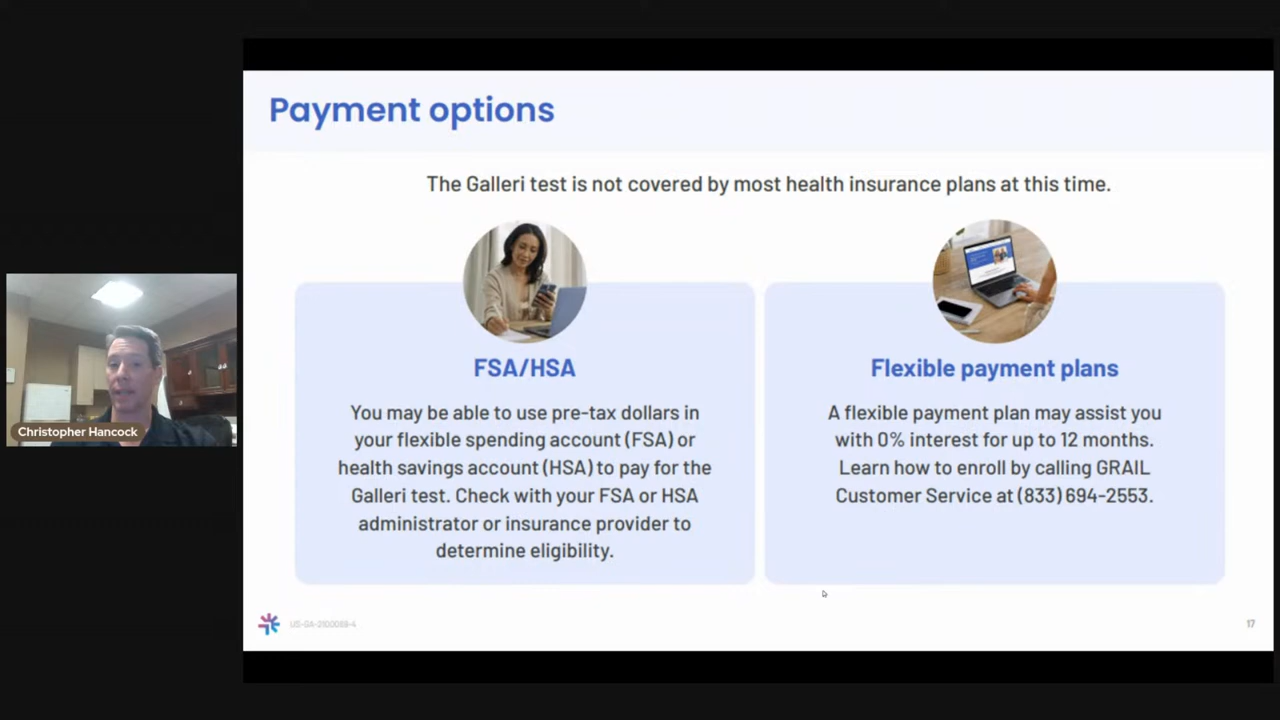 Payment options
The Galleri test is not covered by most health insurance plans at this time.
FSA/HSA
You may be able to use pre-tax dollars in
your flexible spending account (FSA) or
health savings account (HSA) to pay for the
Galleri test. Check with your FSA or HSA
administrator or insurance provider to
determine eligibility.
Flexible payment plans
A flexible payment plan may assist you
with 0% interest for up to 12 months.
Learn how to enroll by calling GRAIL
Customer Service at (833) 694-2553.
Christopher Hancock
17